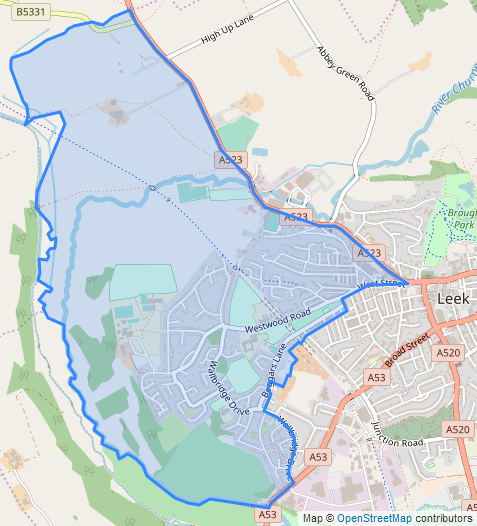 B5331
High Up Lane
Abbey Green Road
River Churn
A523
A523
Brough
Park
A523
West Street
Leek
Westwood Road
Broad Street
A520
Beggars Lane
Wallbridge Drive
A53
Junction Road
A520
A53
A53
Map © OpenStreetMap contributors